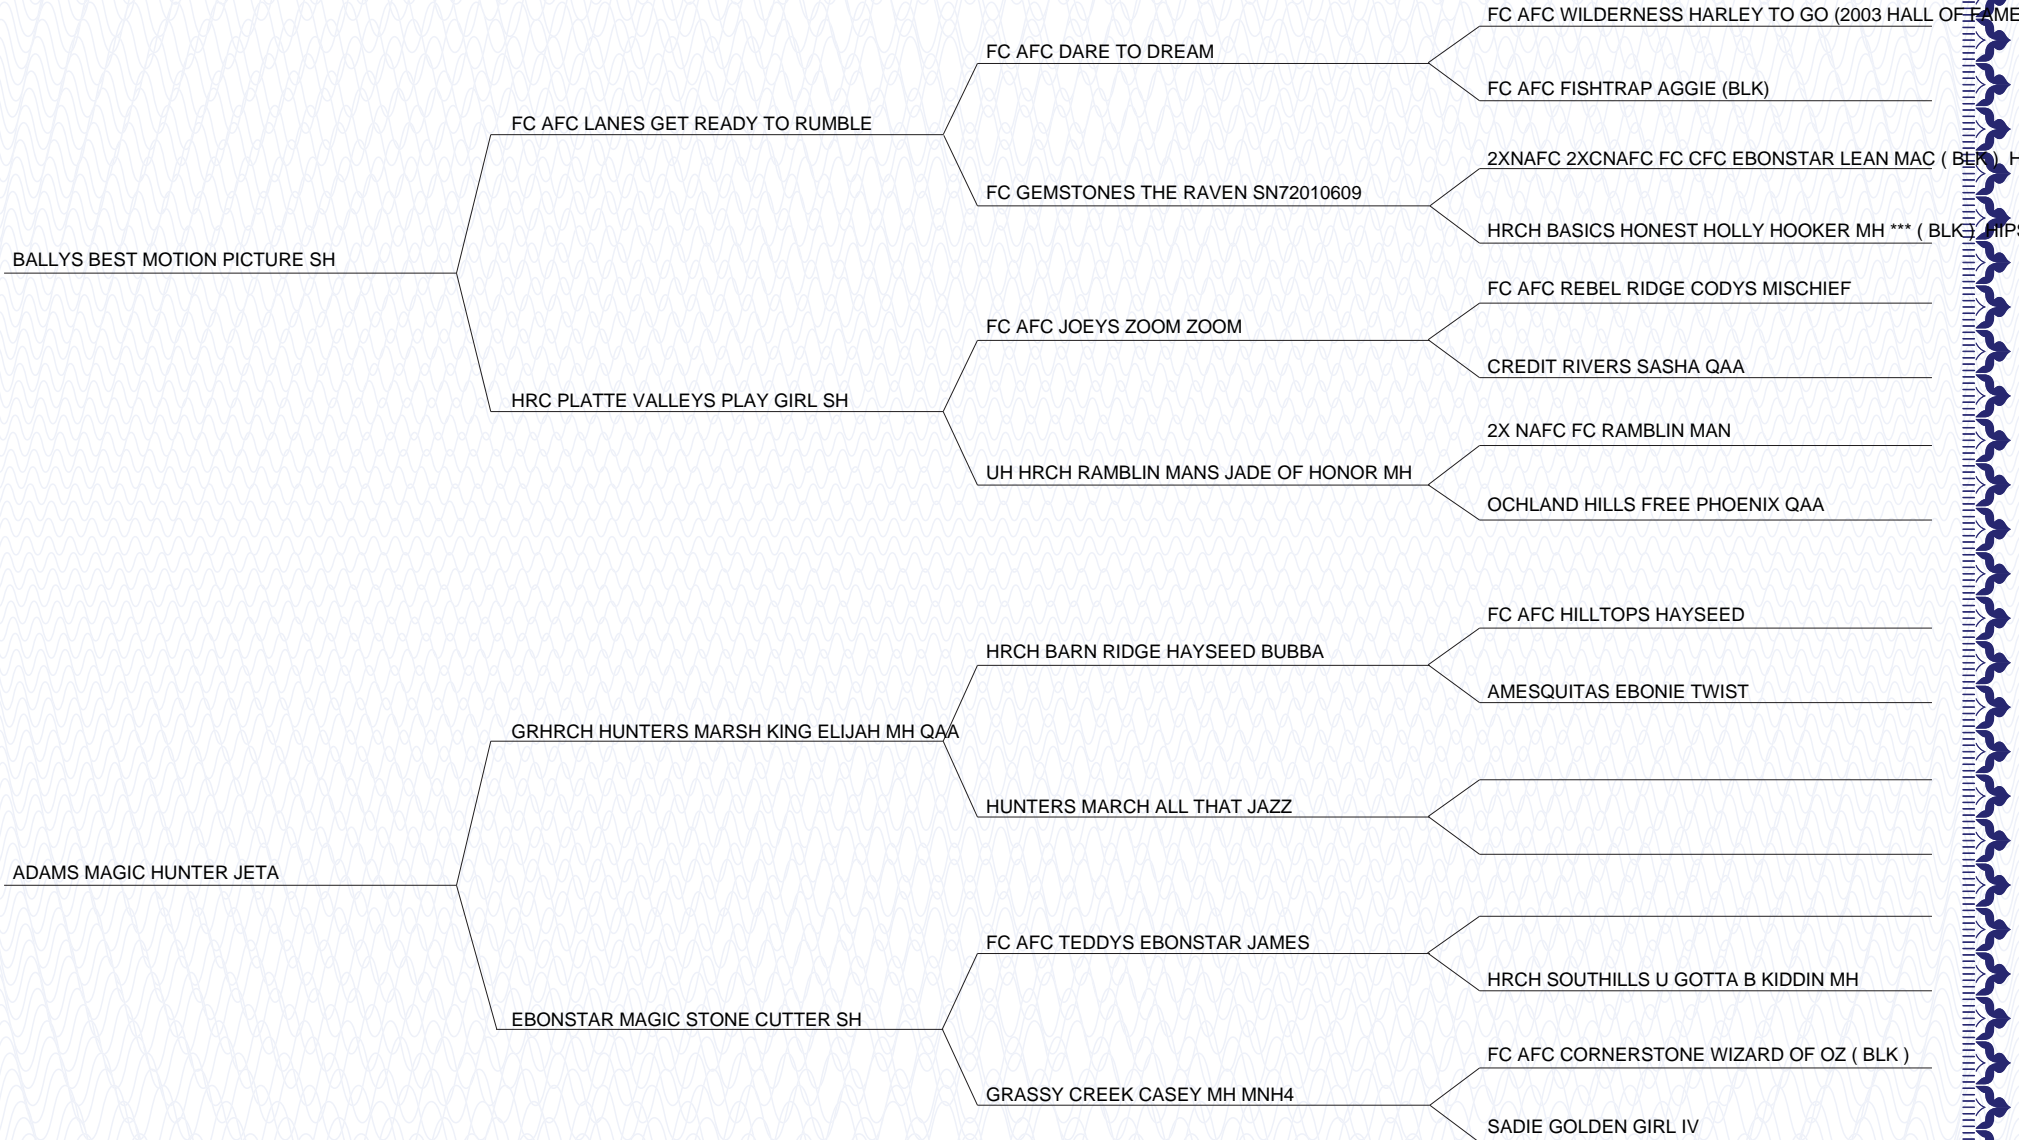 FC AFC WILDERNESS HARLEY TO GO (2003 HALL OF FAME
FC AFC DARE TO DREAM
FC AFC FISHTRAP AGGIE (BLK)
FC AFC LANES GET READY TO RUMBLE
2XNAFC 2XCNAFC FC CFC EBONSTAR LEAN MAC ( BLK ) H
FC GEMSTONES THE RAVEN SN72010609
HRCH BASICS HONEST HOLLY HOOKER MH *** ( BLK ) HIPS
BALLYS BEST MOTION PICTURE SH
FC AFC REBEL RIDGE CODYS MISCHIEF
FC AFC JOEYS ZOOM ZOOM
CREDIT RIVERS SASHA QAA
HRC PLATTE VALLEYS PLAY GIRL SH
2X NAFC FC RAMBLIN MAN
UH HRCH RAMBLIN MANS JADE OF HONOR MH
OCHLAND HILLS FREE PHOENIX QAA
FC AFC HILLTOPS HAYSEED
HRCH BARN RIDGE HAYSEED BUBBA
AMESQUITAS EBONIE TWIST
GRHRCH HUNTERS MARSH KING ELIJAH MH QAA
HUNTERS MARCH ALL THAT JAZZ
ADAMS MAGIC HUNTER JETA
FC AFC TEDDYS EBONSTAR JAMES
HRCH SOUTHILLS U GOTTA B KIDDIN MH
EBONSTAR MAGIC STONE CUTTER SH
FC AFC CORNERSTONE WIZARD OF OZ ( BLK )
GRASSY CREEK CASEY MH MNH4
SADIE GOLDEN GIRL IV